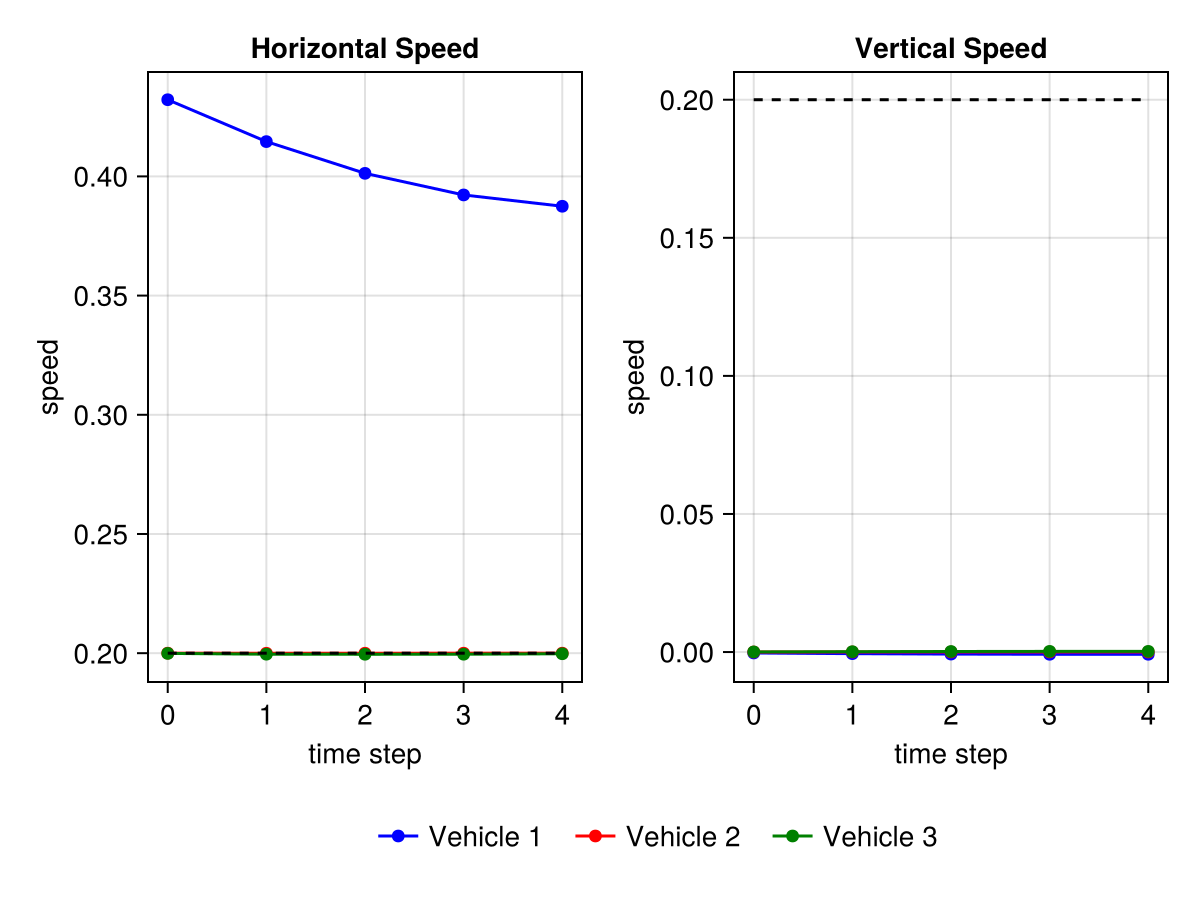 Horizontal Speed
Vertical Speed
speed
0.40
0.35
0.30
0.25
0.20
0 1 2 3 4
time step
speed
0.20
0.15
0.10
0.05
0.00
0 1 2 3 4
time step
Vehicle 1 Vehicle 2 Vehicle 3